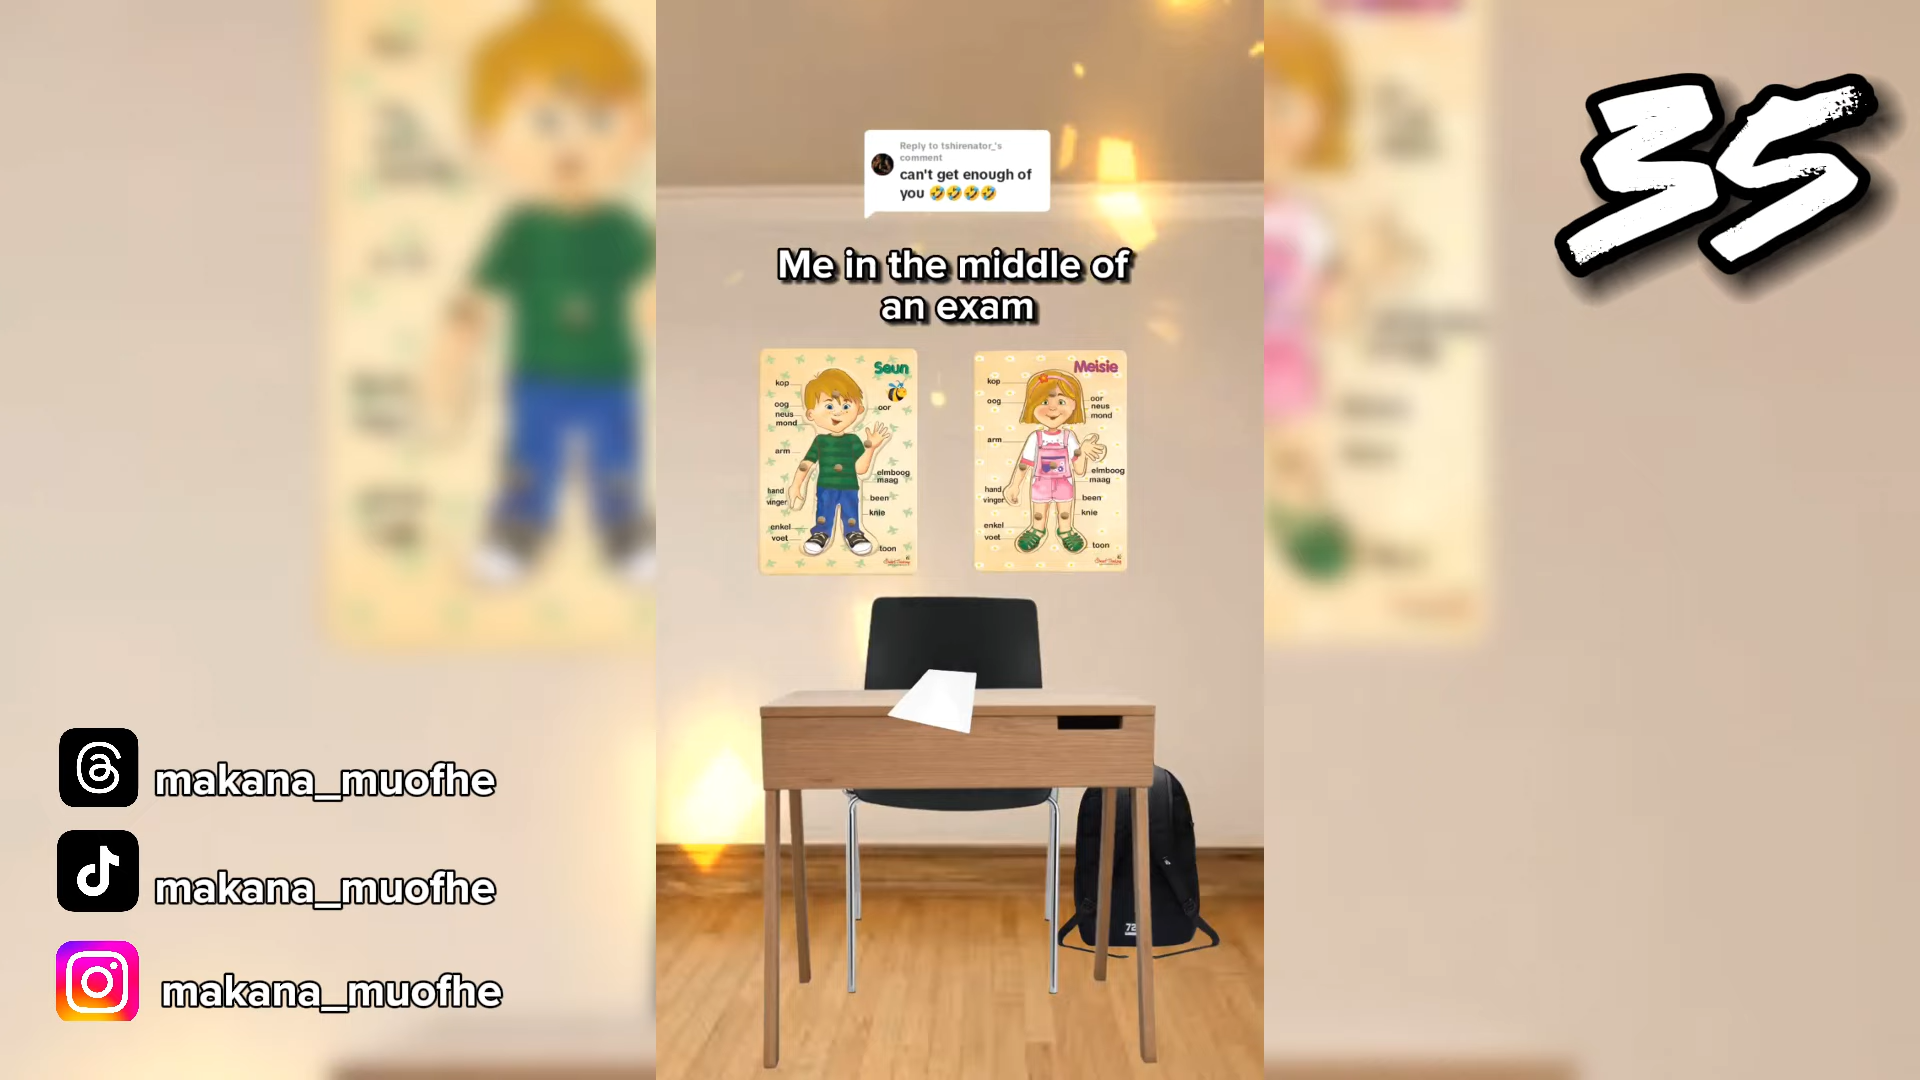 35
Reply to tshirenator_'s
comment
can't get enough of
you 🤣🤣🤣🤣
Me in the middle of
an exam
Seun
kop
oog
neus
mond
oor
arm
elmboog
maag
hand
vinger
been
knie
enkel
voet
toon
Meisie
kop
oog
oor
neus
mond
arm
elmboog
maag
hand
vinger
been
knie
enkel
voet
toon
72
makana_muofhe
makana_muofhe
makana_muofhe